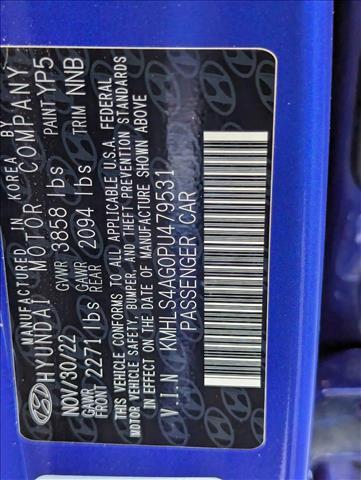 HYUNDAI MOTOR COMPANY
KOREA BY
NOV/30/22 GVWR 3858 lbs PAINT YP5
GAWR FRONT 2271 lbs GAWR REAR 2094 lbs TRIM NNB
THIS VEHICLE CONFORMS TO ALL APPLICABLE U.S.A. FEDERAL
MOTOR VEHICLE SAFETY, BUMPER, AND THEFT PREVENTION STANDARDS
IN EFFECT ON THE DATE OF MANUFACTURE SHOWN ABOVE.
V.I.N KMHLS4AG0PU479531
PASSENGER CAR